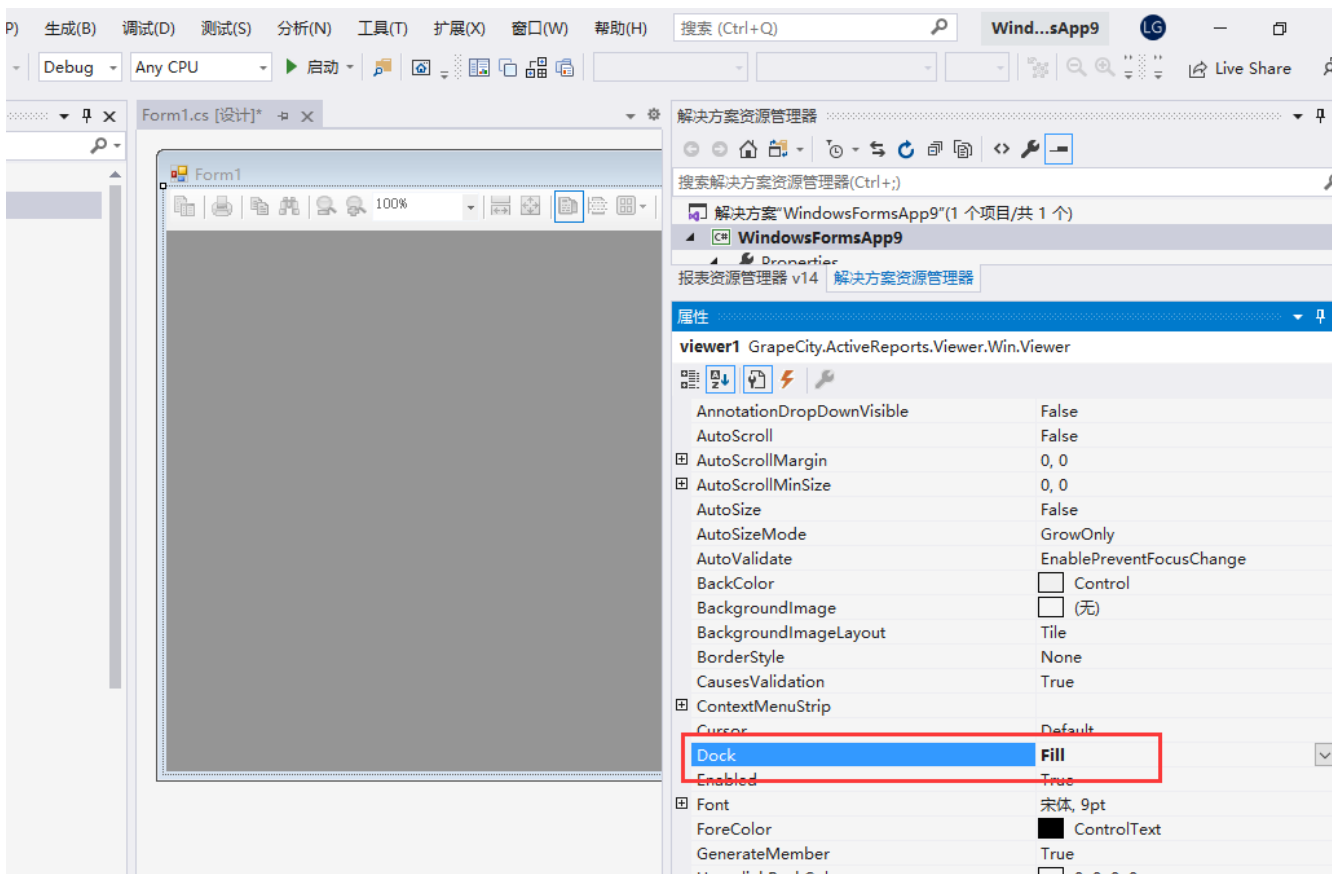 P) 生成(B) 调试(D) 测试(S) 分析(N) 工具(T) 扩展(X) 窗口(W) 帮助(H) 搜索 (Ctrl+Q) Wind...sApp9 LG
Debug Any CPU 启动 Live Share
Form1.cs [设计]*
Form1
100%
解决方案资源管理器
搜索解决方案资源管理器(Ctrl+;)
解决方案"WindowsFormsApp9"(1 个项目/共 1 个)
C# WindowsFormsApp9
Properties
报表资源管理器 v14 解决方案资源管理器
属性
viewer1 GrapeCity.ActiveReports.Viewer.Win.Viewer
AnnotationDropDownVisible False
AutoScroll False
AutoScrollMargin 0, 0
AutoScrollMinSize 0, 0
AutoSize False
AutoSizeMode GrowOnly
AutoValidate EnablePreventFocusChange
BackColor Control
BackgroundImage (无)
BackgroundImageLayout Tile
BorderStyle None
CausesValidation True
ContextMenuStrip
Cursor Default
Dock Fill
Enabled True
Font 宋体, 9pt
ForeColor ControlText
GenerateMember True